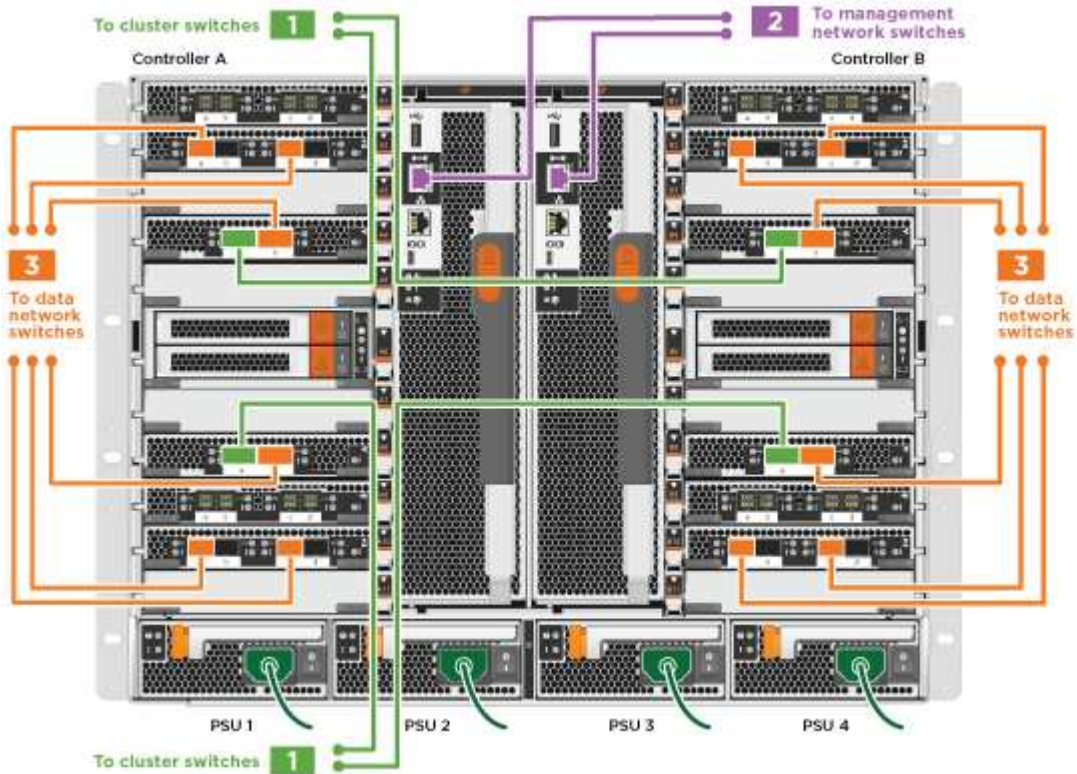 To cluster switches 1
2 To management
network switches
Controller A
Controller B
3
To data
network
switches
3
To data
network
switches
PSU 1
PSU 2
PSU 3
PSU 4
To cluster switches 1